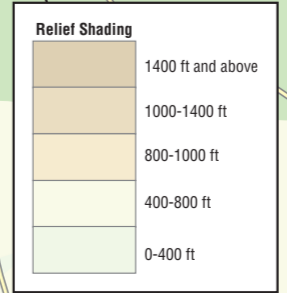 Relief Shading
1400 ft and above
1000-1400 ft
800-1000 ft
400-800 ft
0-400 ft